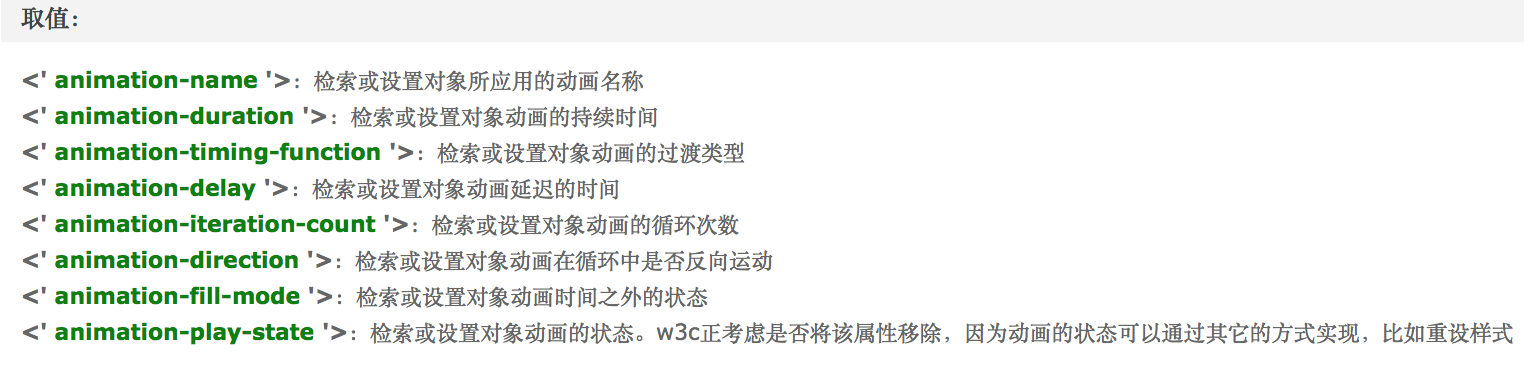 取值：
<' animation-name '>：检索或设置对象所应用的动画名称
<' animation-duration '>：检索或设置对象动画的持续时间
<' animation-timing-function '>：检索或设置对象动画的过渡类型
<' animation-delay '>：检索或设置对象动画延迟的时间
<' animation-iteration-count '>：检索或设置对象动画的循环次数
<' animation-direction '>：检索或设置对象动画在循环中是否反向运动
<' animation-fill-mode '>：检索或设置对象动画时间之外的状态
<' animation-play-state '>：检索或设置对象动画的状态。w3c正考虑是否将该属性移除，因为动画的状态可以通过其它的方式实现，比如重设样式